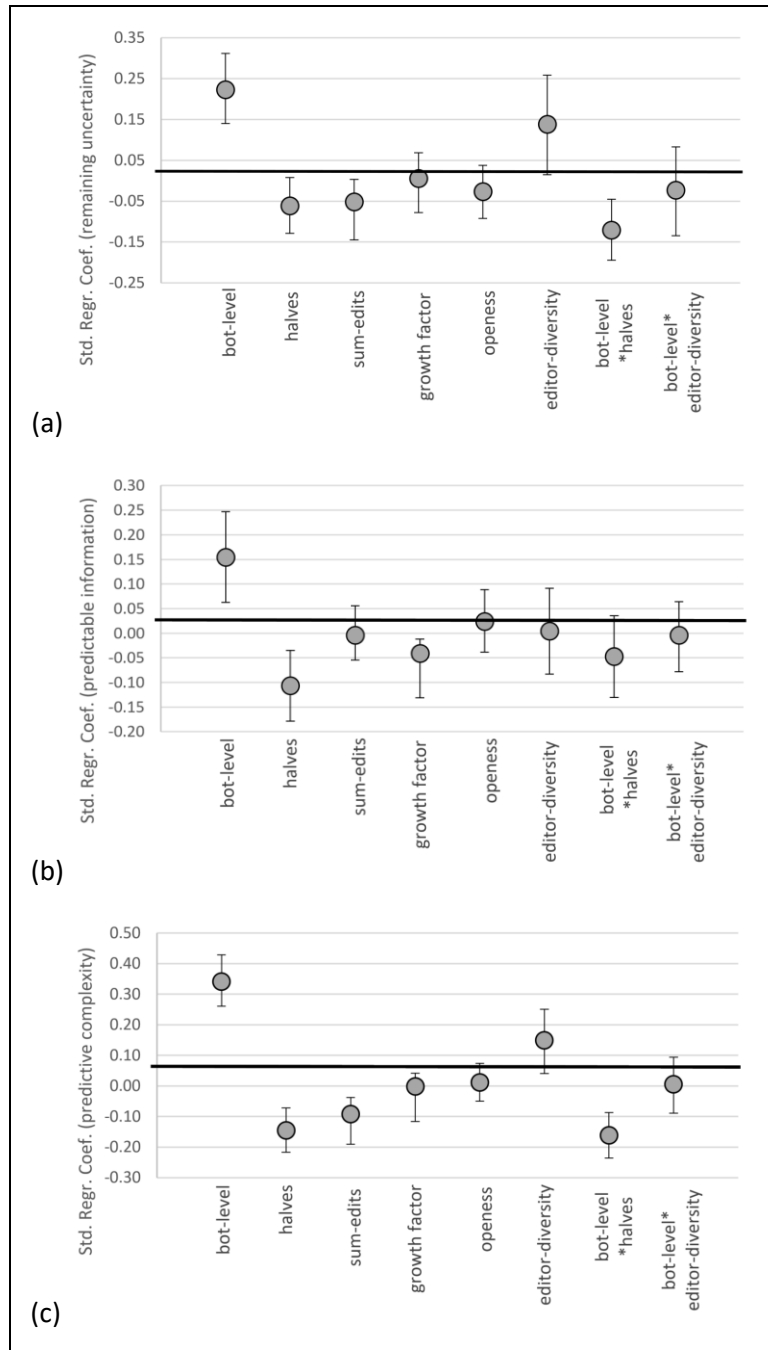 Std. Regr. Coef. (remaining uncertainty)
0.35
0.25
0.15
0.05
-0.05
-0.15
-0.25
bot-level
halves
sum-edits
growth factor
openess
editor-diversity
bot-level
*halves
bot-level*
editor-diversity
(a)
Std. Regr. Coef. (predictable information)
0.30
0.25
0.20
0.15
0.10
0.05
0.00
-0.05
-0.10
-0.15
-0.20
bot-level
halves
sum-edits
growth factor
openess
editor-diversity
bot-level
*halves
bot-level*
editor-diversity
(b)
Std. Regr. Coef. (predictive complexity)
0.50
0.40
0.30
0.20
0.10
0.00
-0.10
-0.20
-0.30
bot-level
halves
sum-edits
growth factor
openess
editor-diversity
bot-level
*halves
bot-level*
editor-diversity
(c)